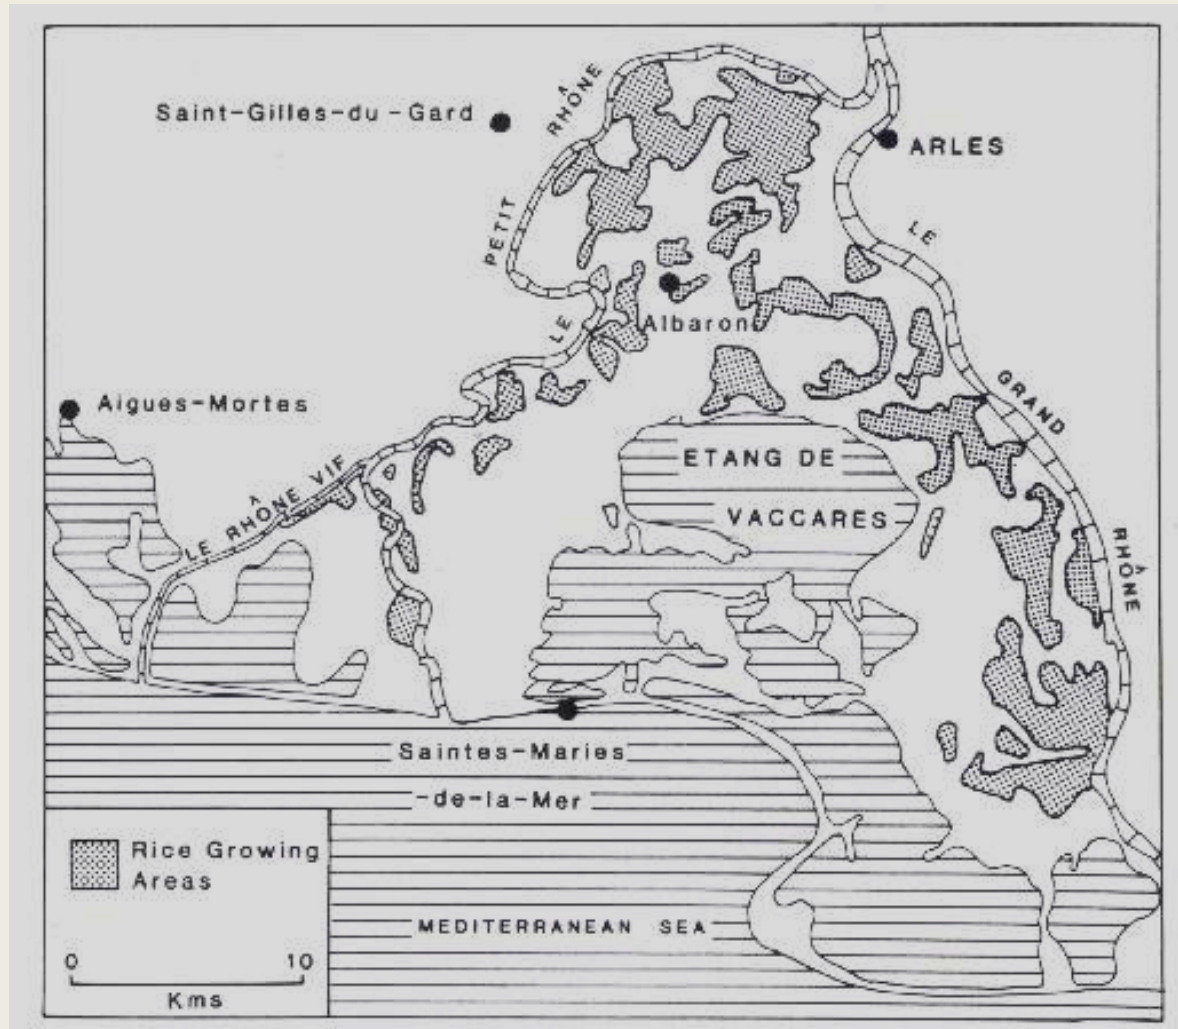 Saint-Gilles-du-Gard
LE PETIT RHÔNE
ARLES
LE GRAND RHÔNE
Albaron
Aigues-Mortes
LE RHÔNE VIF
ETANG DE
VACCARES
Saintes-Maries
-de-la-Mer
Rice Growing
Areas
MEDITERRANEAN SEA
0 10
Kms